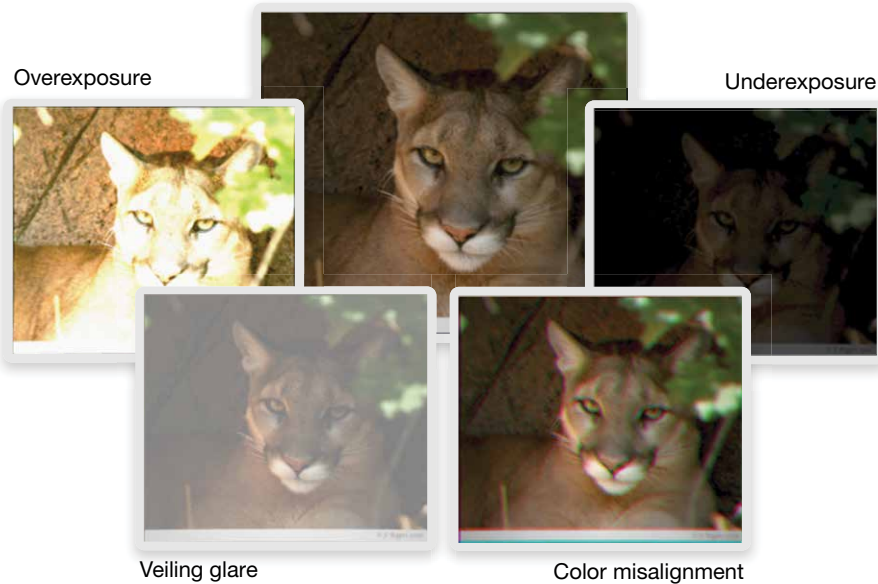 Overexposure
Underexposure
Veiling glare
Color misalignment